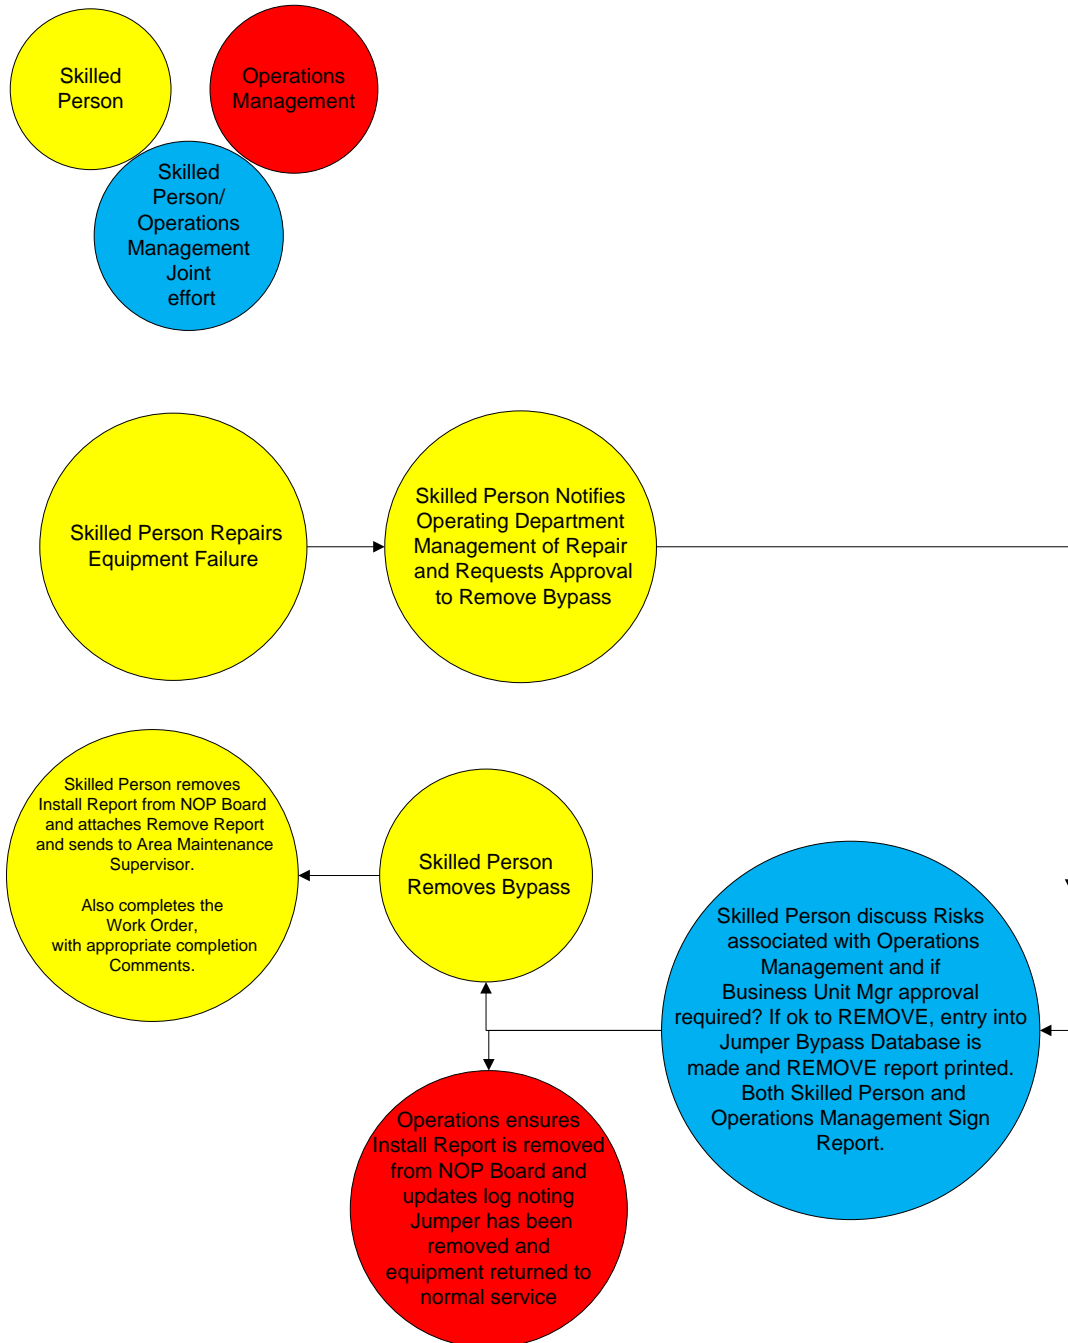 Skilled
Person
Operations
Management
Skilled
Person/
Operations
Management
Joint
effort
Skilled Person Repairs
Equipment Failure
Skilled Person Notifies
Operating Department
Management of Repair
and Requests Approval
to Remove Bypass
Skilled Person removes
Install Report from NOP Board
and attaches Remove Report
and sends to Area Maintenance
Supervisor.
Also completes the
Work Order,
with appropriate completion
Comments.
Skilled Person
Removes Bypass
Skilled Person discuss Risks
associated with Operations
Management and if
Business Unit Mgr approval
required? If ok to REMOVE, entry into
Jumper Bypass Database is
made and REMOVE report printed.
Both Skilled Person and
Operations Management Sign
Report.
Operations ensures
Install Report is removed
from NOP Board and
updates log noting
Jumper has been
removed and
equipment returned to
normal service